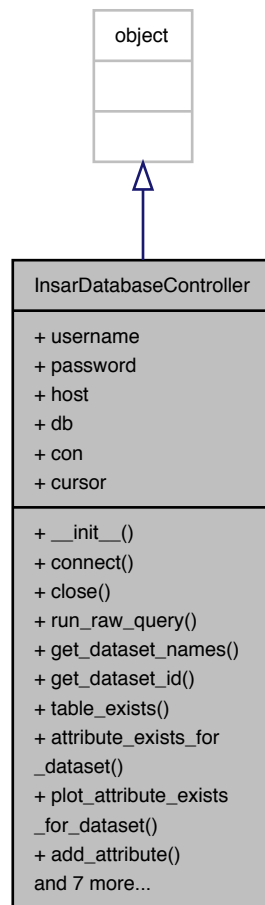 object
InsarDatabaseController
+ username
+ password
+ host
+ db
+ con
+ cursor
+ __init__()
+ connect()
+ close()
+ run_raw_query()
+ get_dataset_names()
+ get_dataset_id()
+ table_exists()
+ attribute_exists_for
_dataset()
+ plot_attribute_exists
_for_dataset()
+ add_attribute()
and 7 more...